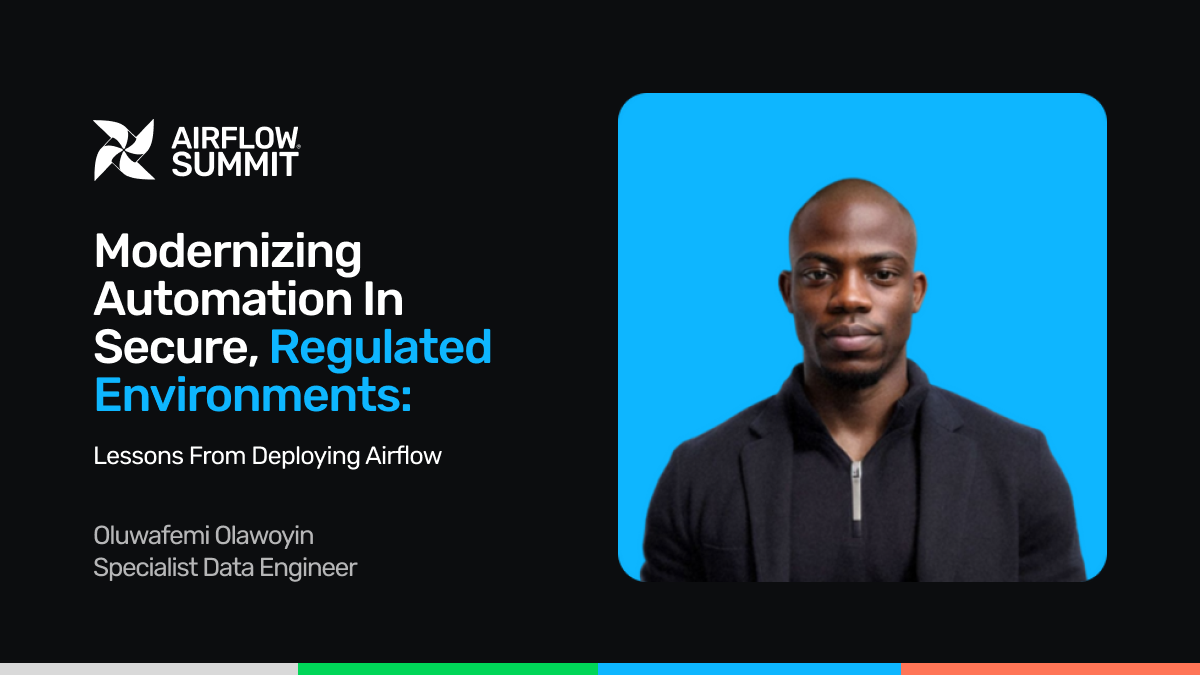 AIRFLOW
SUMMIT
Modernizing
Automation In
Secure, Regulated
Environments:
Lessons From Deploying Airflow
Oluwafemi Olawoyin
Specialist Data Engineer